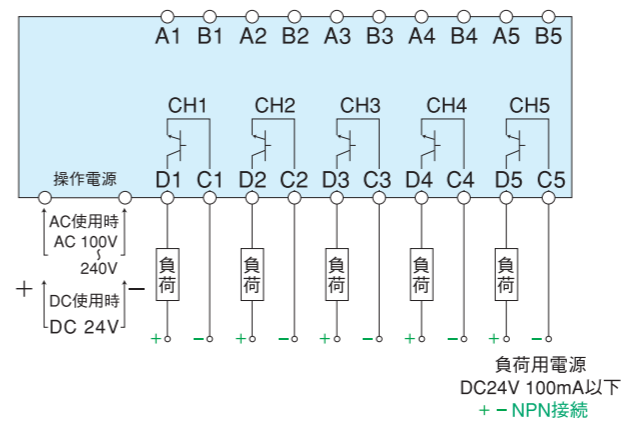 A1 B1 A2 B2 A3 B3 A4 B4 A5 B5
CH1 CH2 CH3 CH4 CH5
操作電源 D1 C1 D2 C2 D3 C3 D4 C4 D5 C5
AC使用時
AC 100V
〜
240V
+ DC使用時 −
DC 24V
負荷 負荷 負荷 負荷 負荷
+ − + − + − + − + −
負荷用電源
DC24V 100mA以下
+ − NPN接続